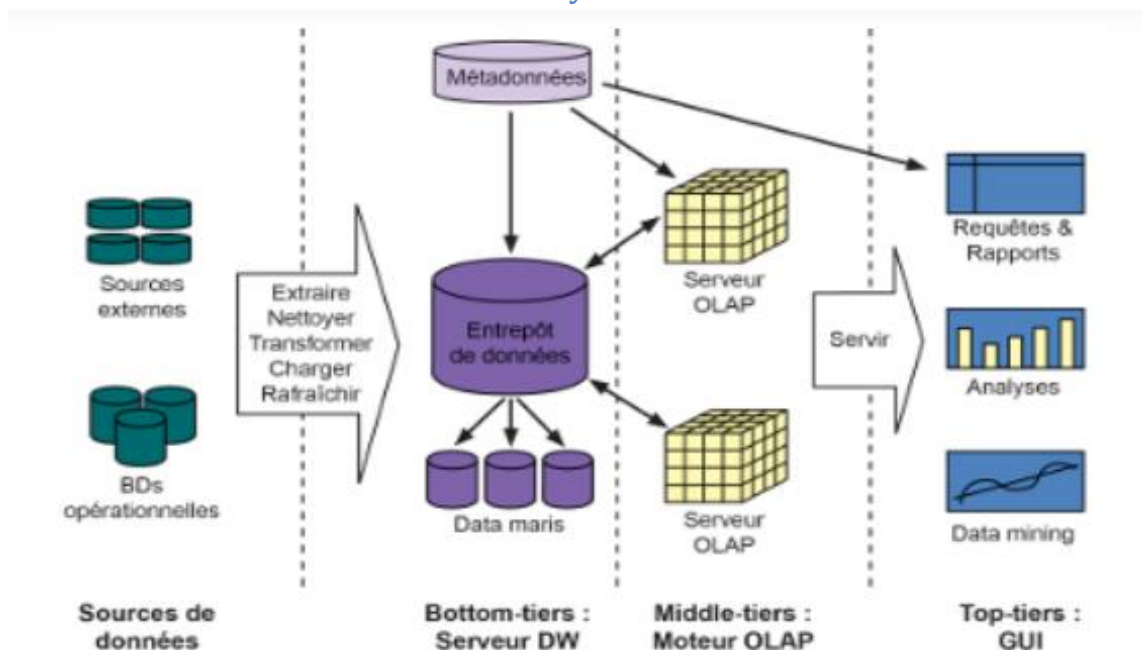 Métadonnées
Sources
externes
BDs
opérationnelles
Extraire
Nettoyer
Transformer
Charger
Rafraîchir
Entrepôt
de données
Data maris
Serveur
OLAP
Serveur
OLAP
Servir
Requêtes &
Rapports
Analyses
Data mining
Sources de
données
Bottom-tiers :
Serveur DW
Middle-tiers :
Moteur OLAP
Top-tiers :
GUI